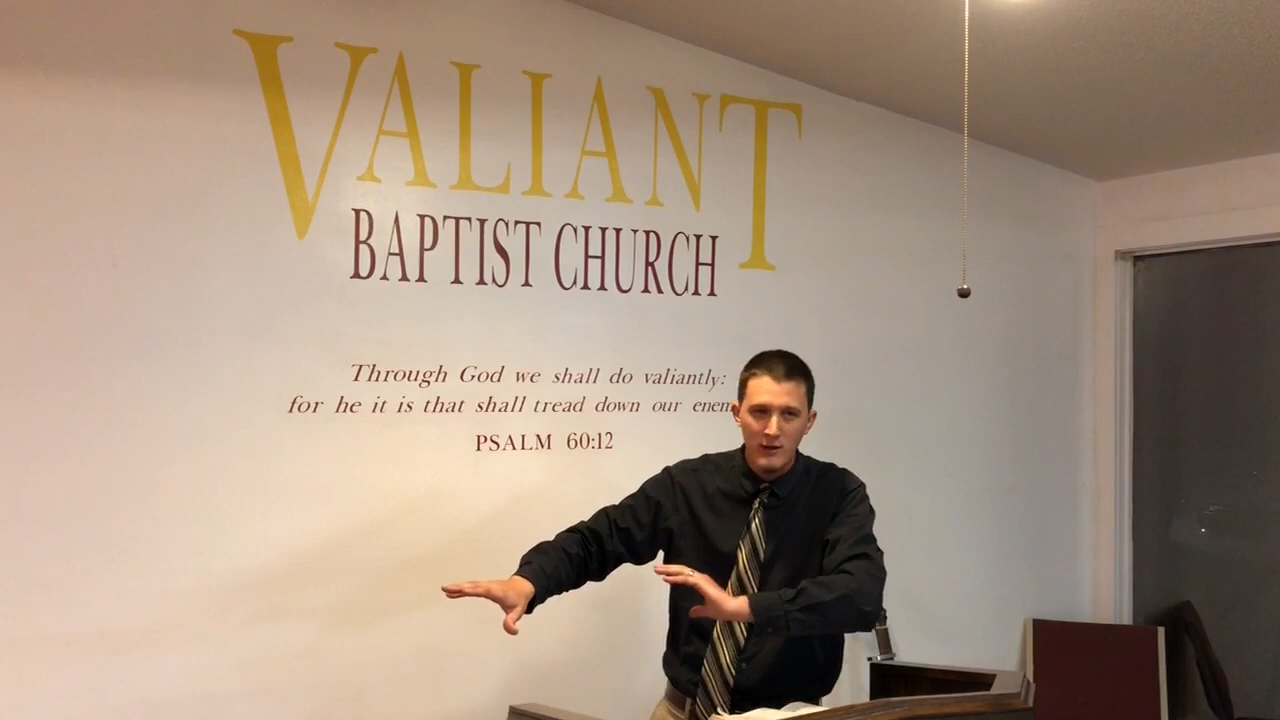 VALIANT
BAPTIST CHURCH
Through God we shall do valiantly:
for he it is that shall tread down our enem
PSALM 60:12